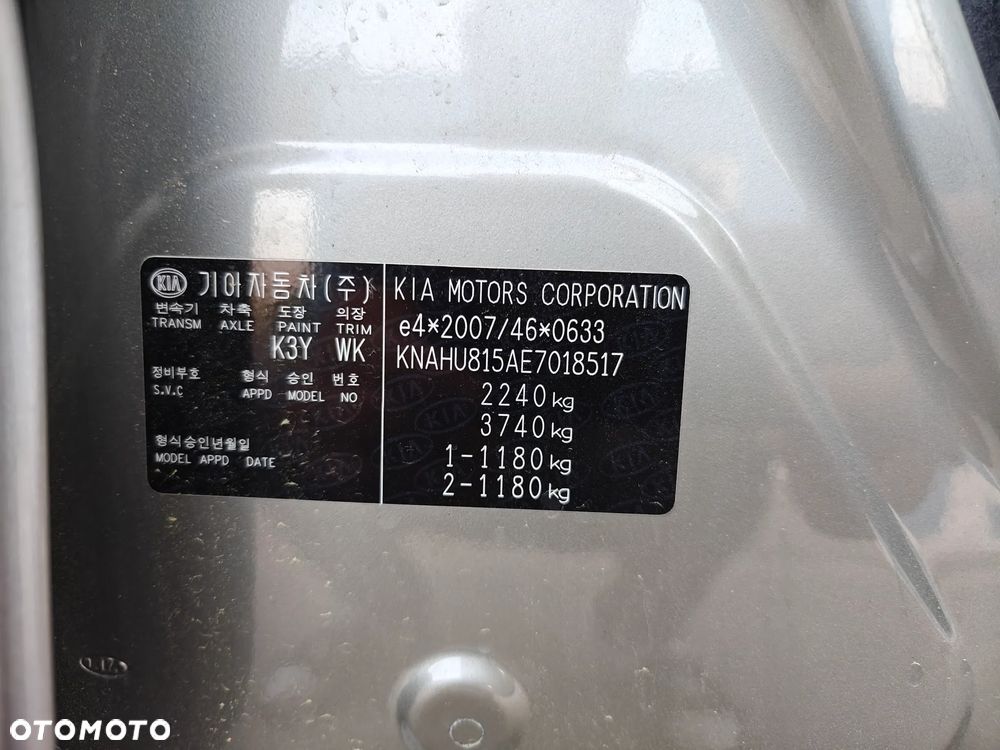 KIA 기아자동차(주)
변속기 차축 도장 의장
TRANSM AXLE PAINT TRIM
K3Y WK
정비부호 형식 승인 번호
S.V.C APPD MODEL NO
형식승인년월일
MODEL APPD DATE
KIA MOTORS CORPORATION
e4*2007/46*0633
KNAHU815AE7018517
2240kg
3740kg
1-1180kg
2-1180kg
OTOMOTO